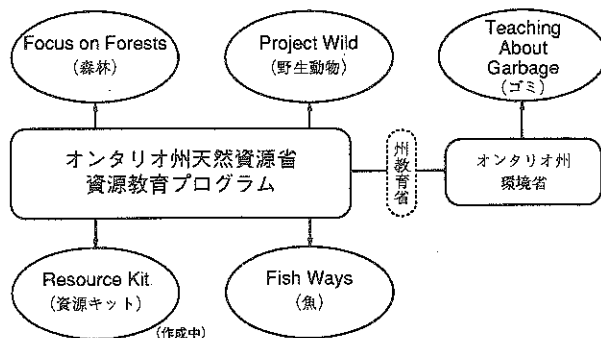 Focus on Forests
(森林)
Project Wild
(野生動物)
Teaching
About
Garbage
(ゴミ)
オンタリオ州天然資源省
資源教育プログラム
州教育省
オンタリオ州
環境省
Resource Kit
(資源キット)
(作成中)
Fish Ways
(魚)